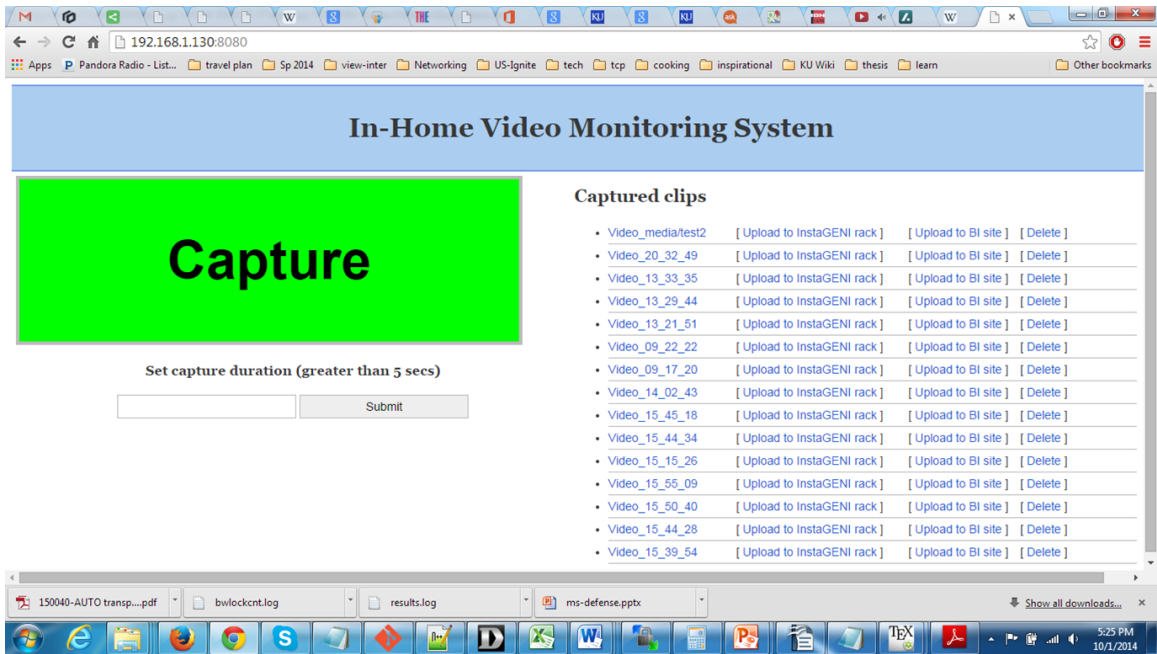 W
8
THE
8
KU
8
KU
W
192.168.1.130:8080
Apps Pandora Radio - List... travel plan Sp 2014 view-inter Networking US-Ignite tech tcp cooking inspirational KU Wiki thesis learn Other bookmarks
In-Home Video Monitoring System
Capture
Set capture duration (greater than 5 secs)
Submit
Captured clips
Video_media/test2 [ Upload to InstaGENI rack ] [ Upload to BI site ] [ Delete ]
Video_20_32_49 [ Upload to InstaGENI rack ] [ Upload to BI site ] [ Delete ]
Video_13_33_35 [ Upload to InstaGENI rack ] [ Upload to BI site ] [ Delete ]
Video_13_29_44 [ Upload to InstaGENI rack ] [ Upload to BI site ] [ Delete ]
Video_13_21_51 [ Upload to InstaGENI rack ] [ Upload to BI site ] [ Delete ]
Video_09_22_22 [ Upload to InstaGENI rack ] [ Upload to BI site ] [ Delete ]
Video_09_17_20 [ Upload to InstaGENI rack ] [ Upload to BI site ] [ Delete ]
Video_14_02_43 [ Upload to InstaGENI rack ] [ Upload to BI site ] [ Delete ]
Video_15_45_18 [ Upload to InstaGENI rack ] [ Upload to BI site ] [ Delete ]
Video_15_44_34 [ Upload to InstaGENI rack ] [ Upload to BI site ] [ Delete ]
Video_15_15_26 [ Upload to InstaGENI rack ] [ Upload to BI site ] [ Delete ]
Video_15_55_09 [ Upload to InstaGENI rack ] [ Upload to BI site ] [ Delete ]
Video_15_50_40 [ Upload to InstaGENI rack ] [ Upload to BI site ] [ Delete ]
Video_15_44_28 [ Upload to InstaGENI rack ] [ Upload to BI site ] [ Delete ]
Video_15_39_54 [ Upload to InstaGENI rack ] [ Upload to BI site ] [ Delete ]
150040-AUTO transp....pdf bwlockcnt.log results.log ms-defense.pptx Show all downloads...
TEX
5:25 PM
10/1/2014